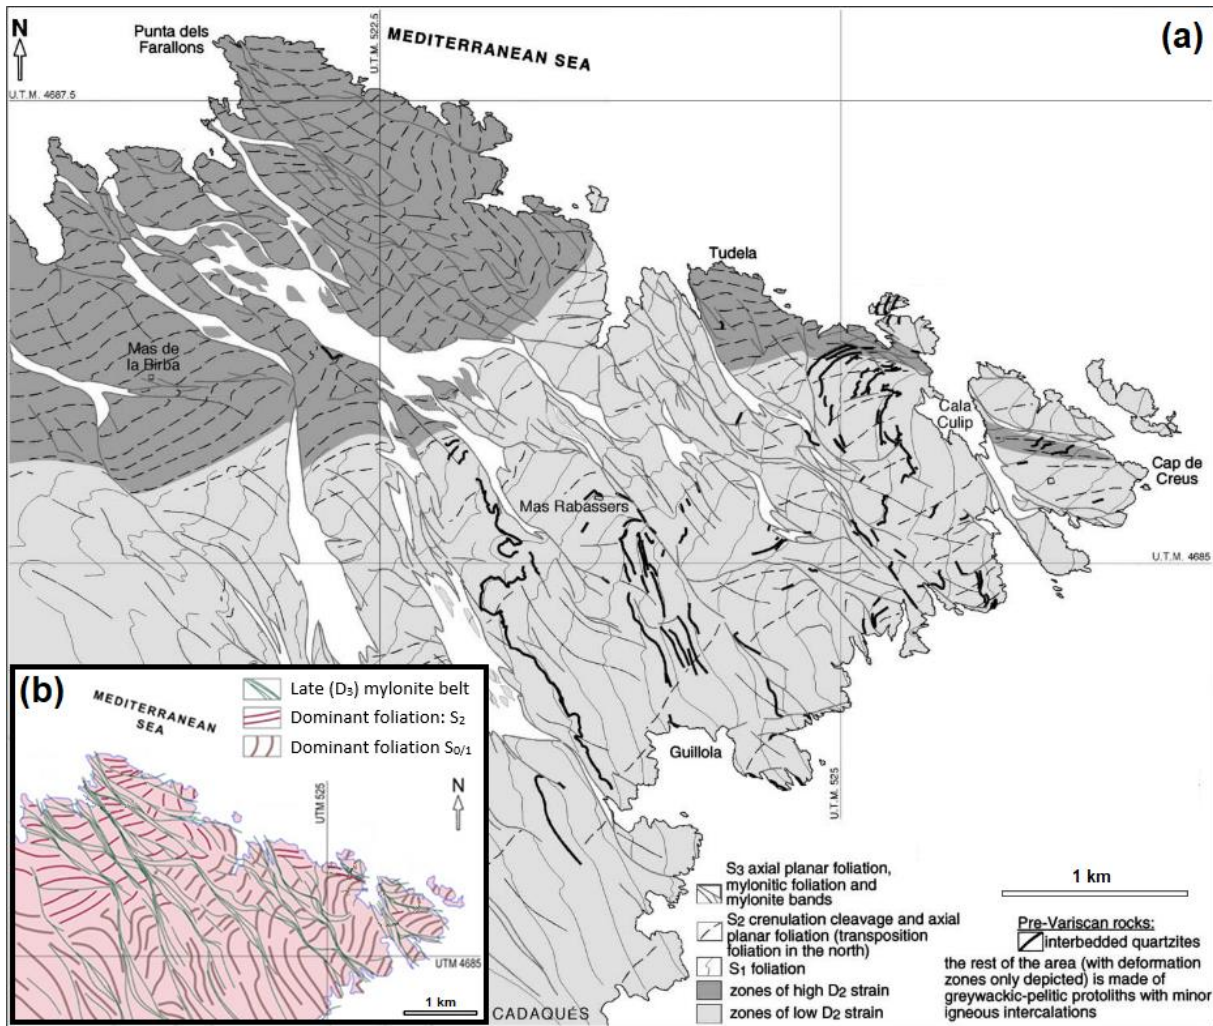 (a)
N
Punta dels
Farallons
U.T.M. 522.5
MEDITERRANEAN SEA
U.T.M. 4687.5
Tudela
Mas de
la Birba
Cala
Culip
Cap de
Creus
Mas Rabassers
U.T.M. 4685
Guillola
U.T.M. 525
CADAQUÉS
S3 axial planar foliation,
mylonitic foliation and
mylonite bands
S2 crenulation cleavage and axial
planar foliation (transposition
foliation in the north)
S1 foliation
zones of high D2 strain
zones of low D2 strain
1 km
Pre-Variscan rocks:
interbedded quartzites
the rest of the area (with deformation
zones only depicted) is made of
greywackic-pelitic protoliths with minor
igneous intercalations
(b)
MEDITERRANEAN
SEA
Late (D3) mylonite belt
Dominant foliation: S2
Dominant foliation S0/1
UTM 525
N
UTM 4685
1 km